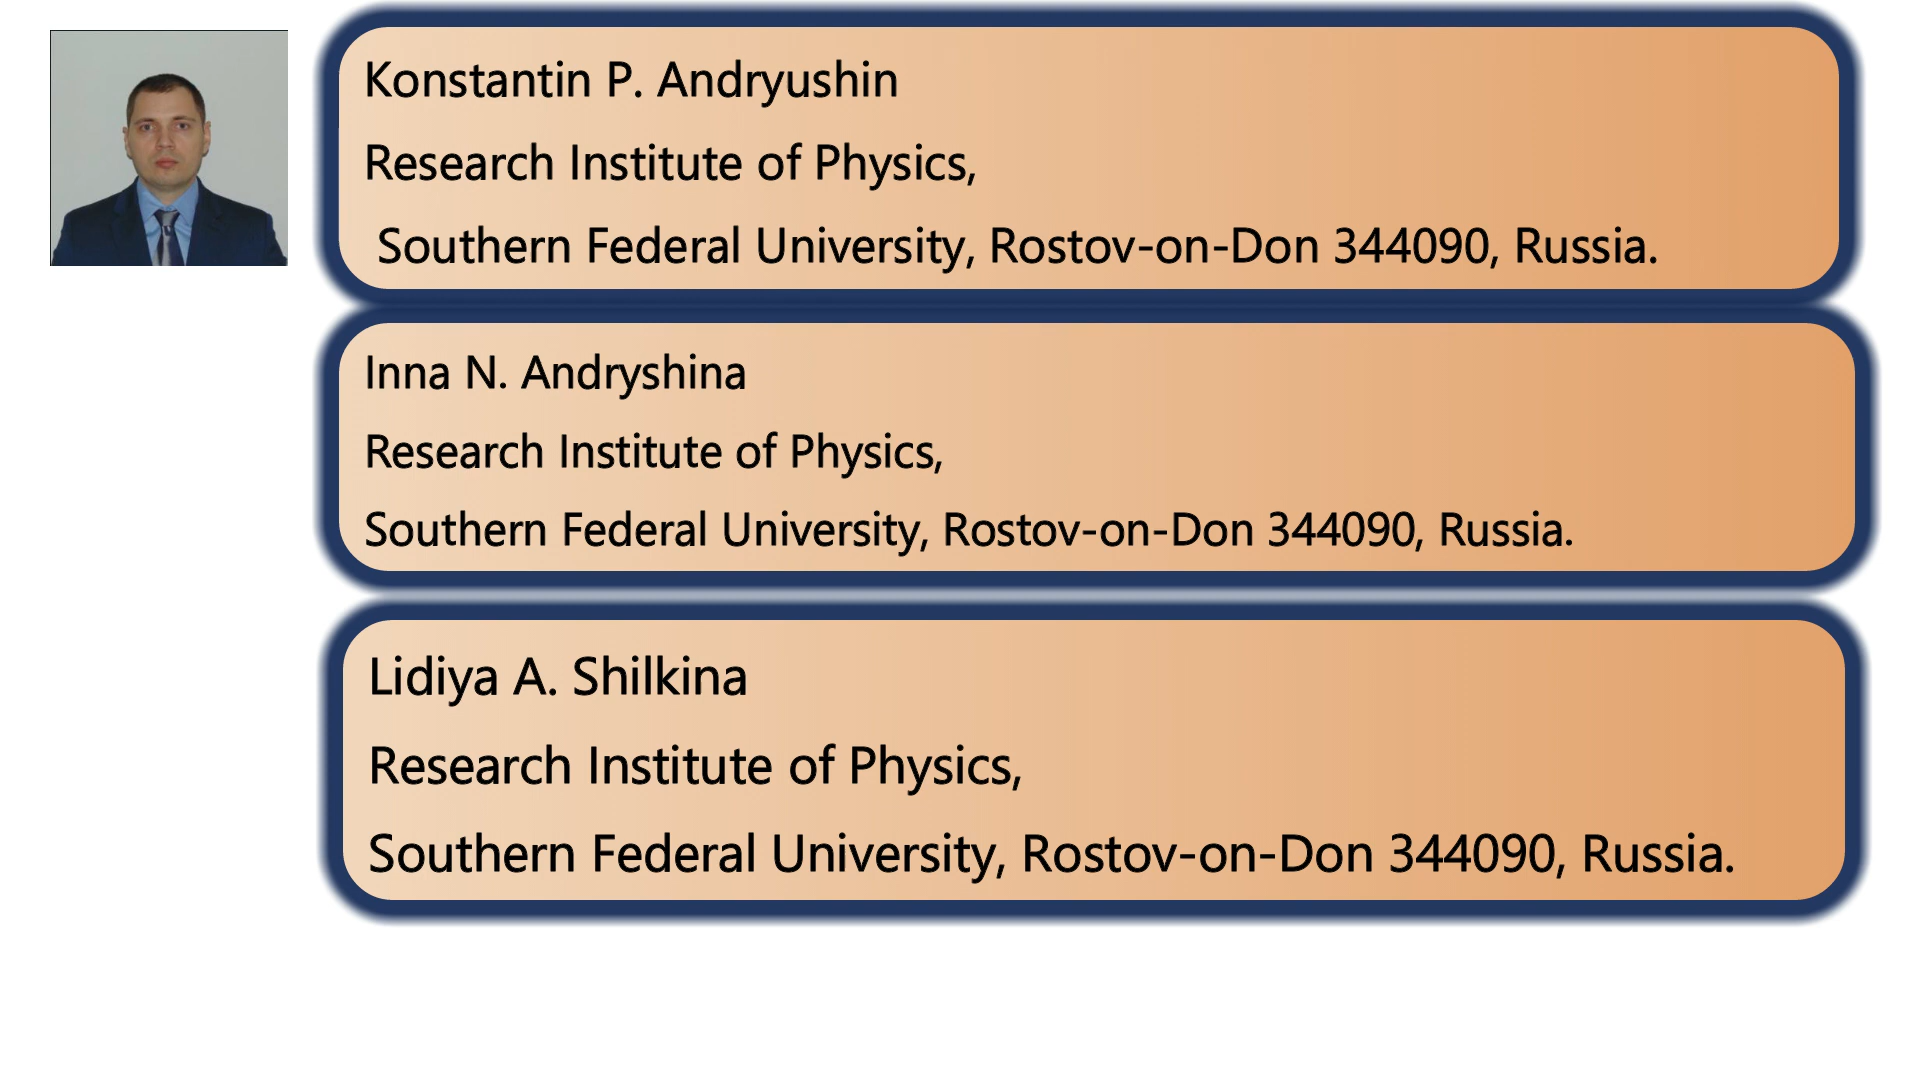 Konstantin P. Andryushin
Research Institute of Physics,
Southern Federal University, Rostov-on-Don 344090, Russia.
Inna N. Andryshina
Research Institute of Physics,
Southern Federal University, Rostov-on-Don 344090, Russia.
Lidiya A. Shilkina
Research Institute of Physics,
Southern Federal University, Rostov-on-Don 344090, Russia.